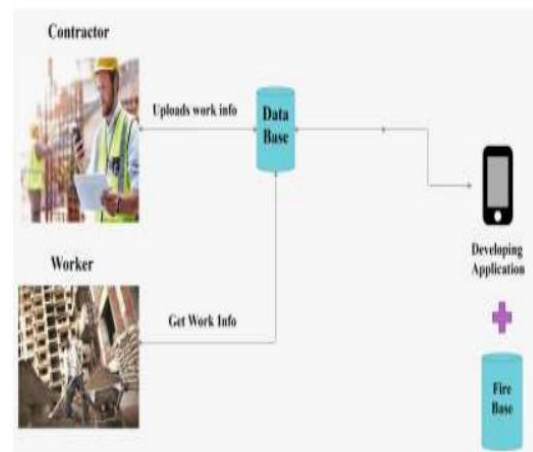 Contractor
Uploads work info
Data
Base
Developing
Application
Worker
Get Work Info
Fire
Base